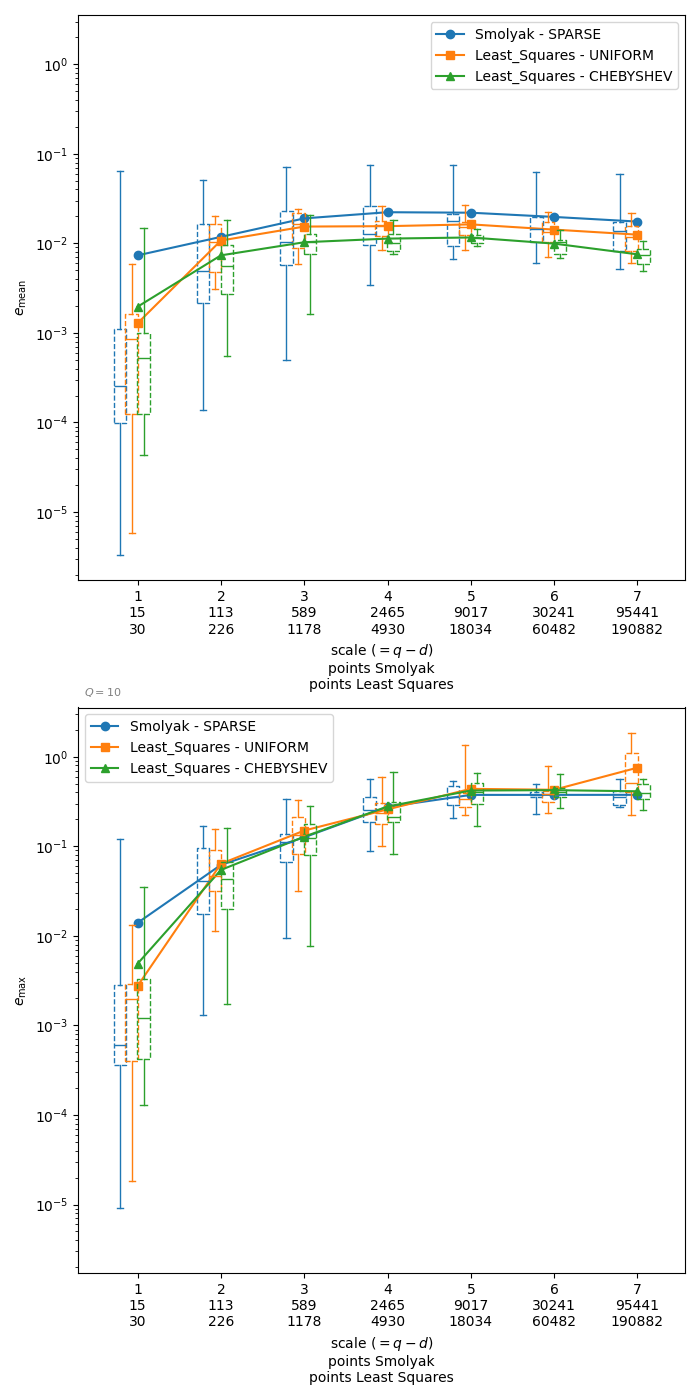 Smolyak - SPARSE
Least_Squares - UNIFORM
Least_Squares - CHEBYSHEV
10⁰
10⁻¹
10⁻²
10⁻³
10⁻⁴
10⁻⁵
e_mean
1 2 3 4 5 6 7
15 113 589 2465 9017 30241 95441
30 226 1178 4930 18034 60482 190882
scale (= q − d)
points Smolyak
points Least Squares
Q = 10
Smolyak - SPARSE
Least_Squares - UNIFORM
Least_Squares - CHEBYSHEV
10⁰
10⁻¹
10⁻²
10⁻³
10⁻⁴
10⁻⁵
e_max
1 2 3 4 5 6 7
15 113 589 2465 9017 30241 95441
30 226 1178 4930 18034 60482 190882
scale (= q − d)
points Smolyak
points Least Squares